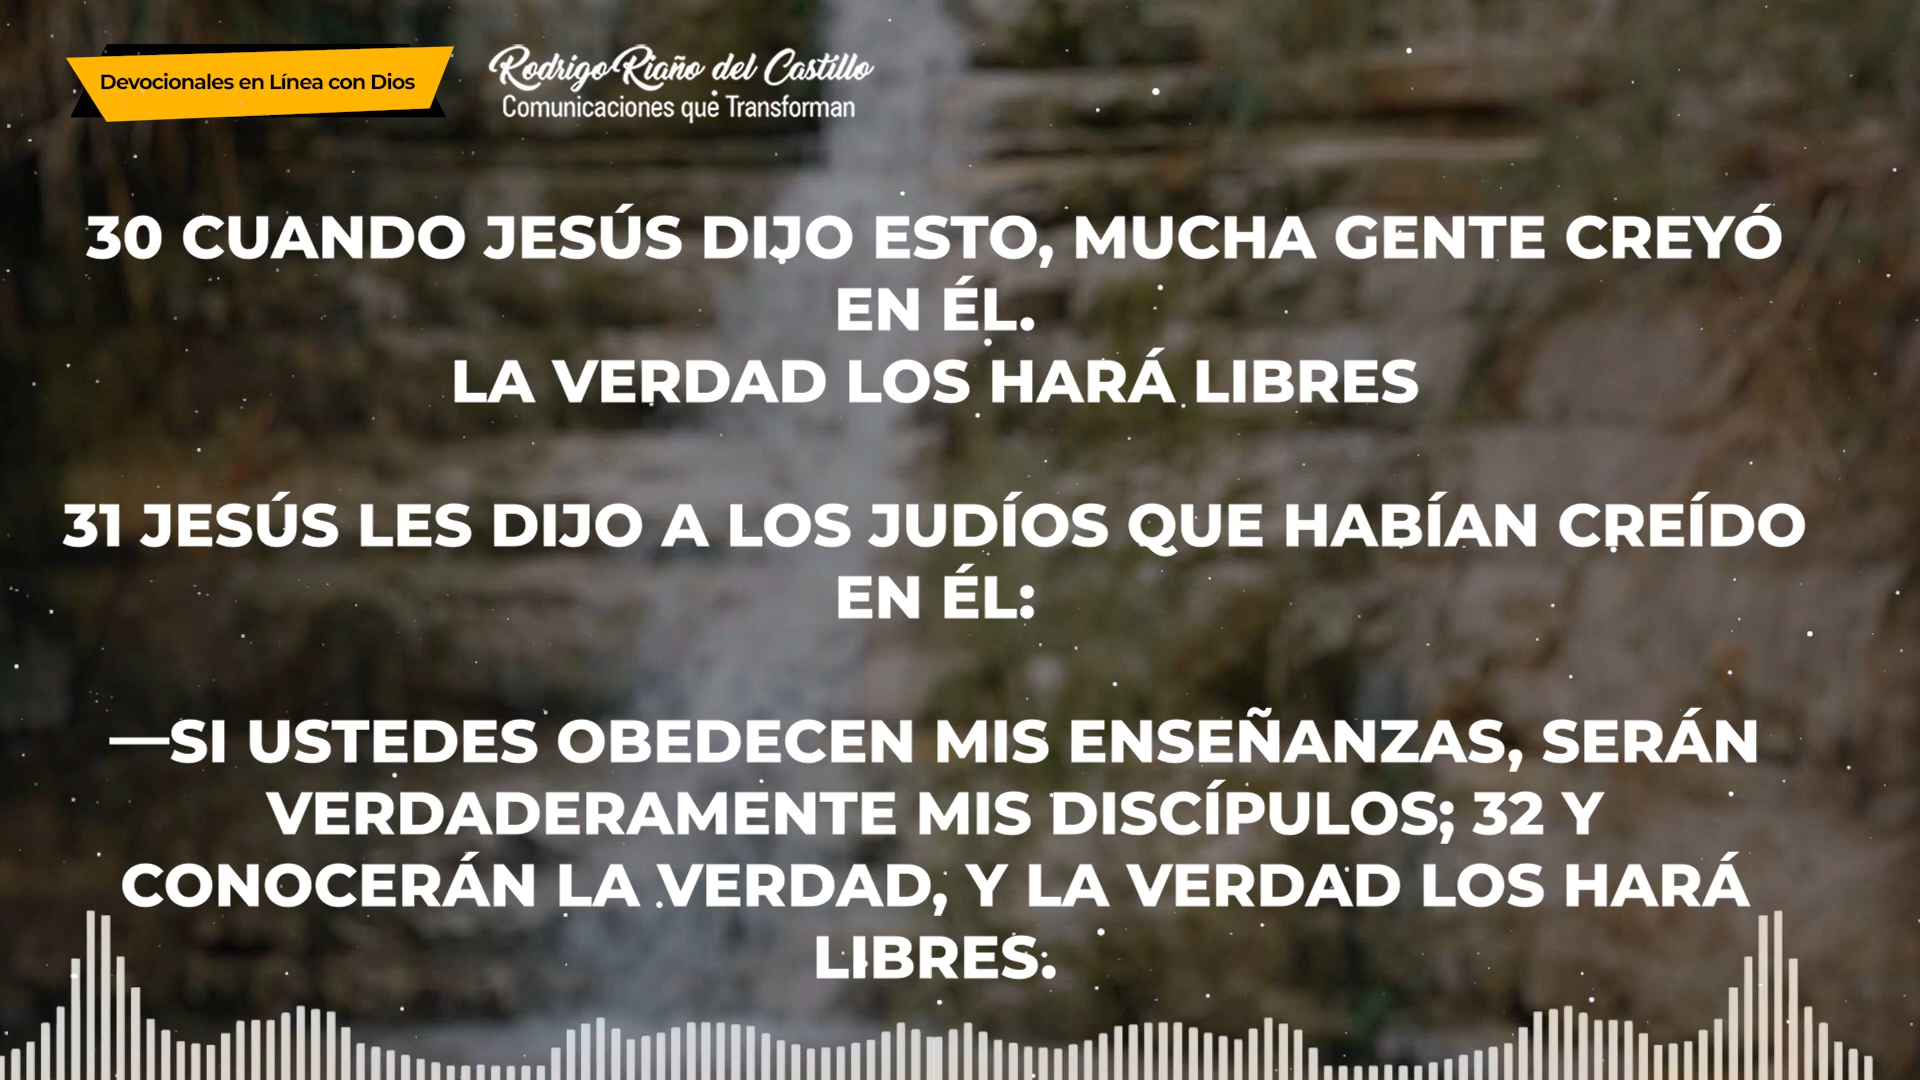 Devocionales en Línea con Dios
Rodrigo Riaño del Castillo
Comunicaciones que Transforman
30 CUANDO JESÚS DIJO ESTO, MUCHA GENTE CREYÓ
EN ÉL.
LA VERDAD LOS HARÁ LIBRES
31 JESÚS LES DIJO A LOS JUDÍOS QUE HABÍAN CREÍDO
EN ÉL:
—SI USTEDES OBEDECEN MIS ENSEÑANZAS, SERÁN
VERDADERAMENTE MIS DISCÍPULOS; 32 Y
CONOCERÁN LA VERDAD, Y LA VERDAD LOS HARÁ
LIBRES.